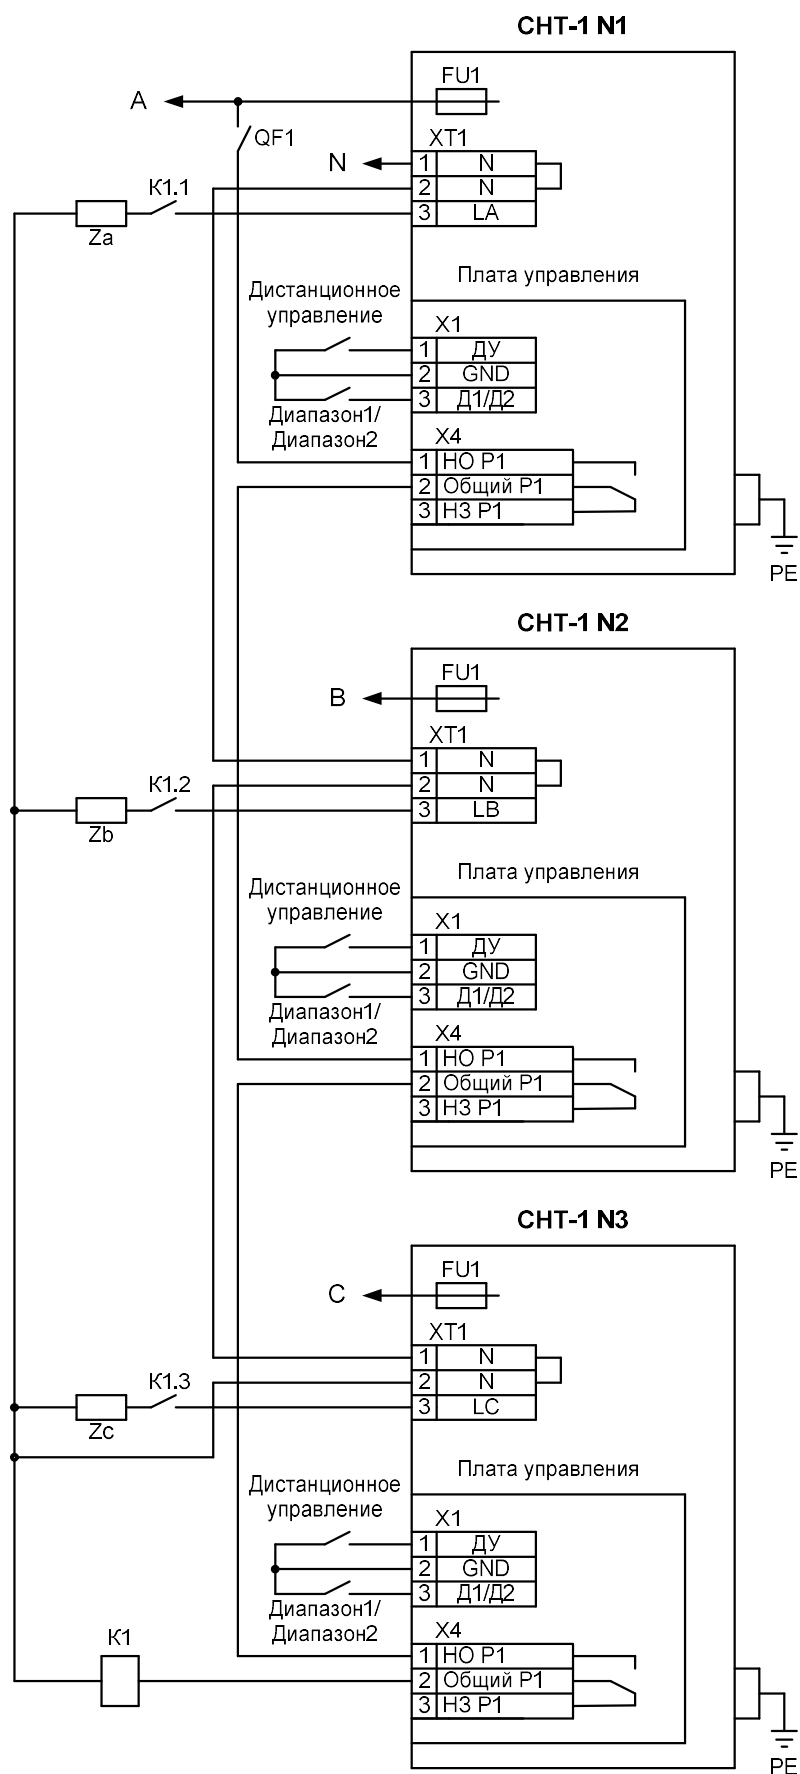 СНТ-1 N1
FU1
A
QF1
XT1
N
1 N
2 N
3 LA
K1.1
Za
Плата управления
Дистанционное
управление
X1
1 ДУ
2 GND
3 Д1/Д2
Диапазон1/
Диапазон2
X4
1 НО Р1
2 Общий Р1
3 НЗ Р1
PE
СНТ-1 N2
FU1
B
XT1
1 N
2 N
3 LB
K1.2
Zb
Плата управления
Дистанционное
управление
X1
1 ДУ
2 GND
3 Д1/Д2
Диапазон1/
Диапазон2
X4
1 НО Р1
2 Общий Р1
3 НЗ Р1
PE
СНТ-1 N3
FU1
C
XT1
1 N
2 N
3 LC
K1.3
Zc
Плата управления
Дистанционное
управление
X1
1 ДУ
2 GND
3 Д1/Д2
Диапазон1/
Диапазон2
X4
K1
1 НО Р1
2 Общий Р1
3 НЗ Р1
PE